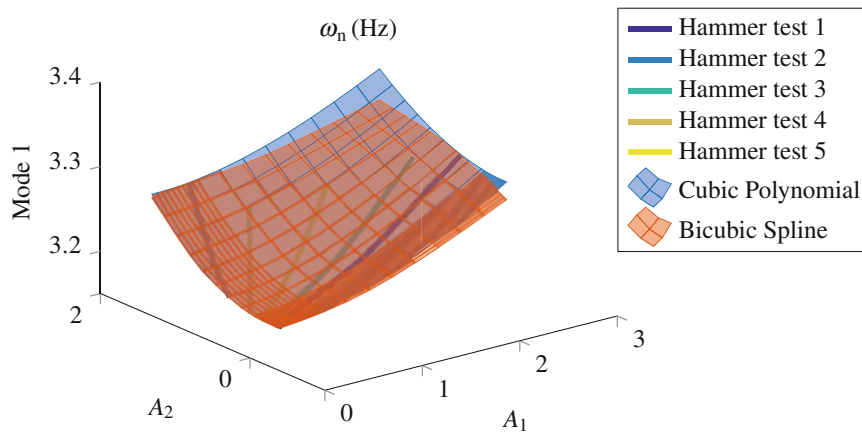 ωn (Hz)
Mode 1
3.4
3.3
3.2
2
0
A2
0
1
2
3
A1
Hammer test 1
Hammer test 2
Hammer test 3
Hammer test 4
Hammer test 5
Cubic Polynomial
Bicubic Spline